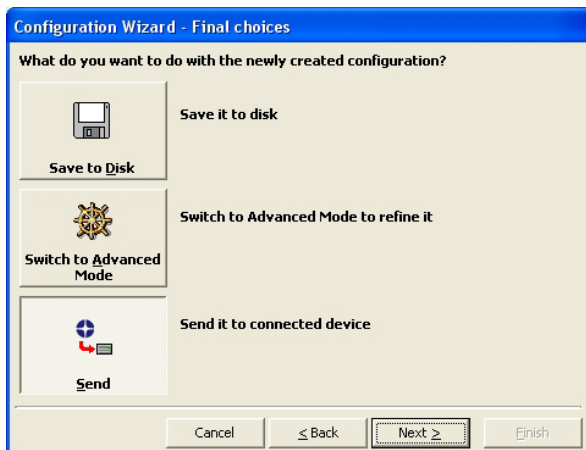 Configuration Wizard - Final choices
What do you want to do with the newly created configuration?
Save it to disk
Save to Disk
Switch to Advanced Mode to refine it
Switch to Advanced
Mode
Send it to connected device
Send
Cancel
< Back
Next >
Finish